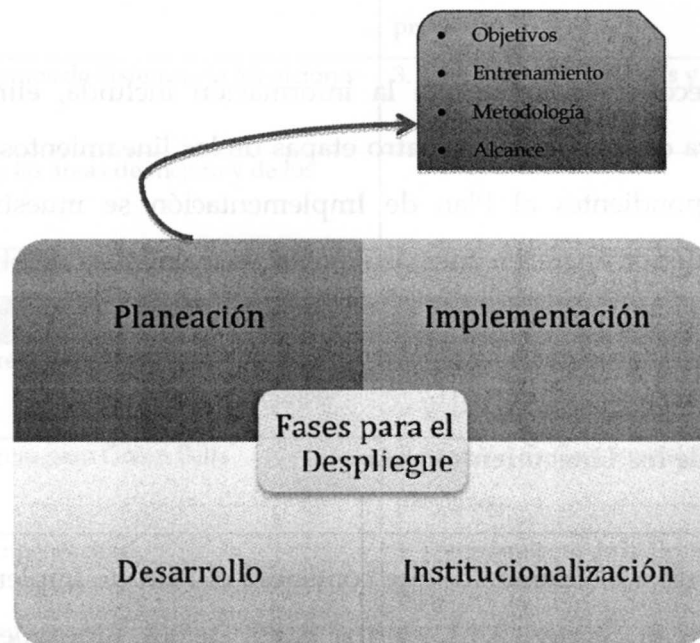 • Objetivos
• Entrenamiento
• Metodología
• Alcance
Planeación
Implementación
Fases para el
Despliegue
Desarrollo
Institucionalización